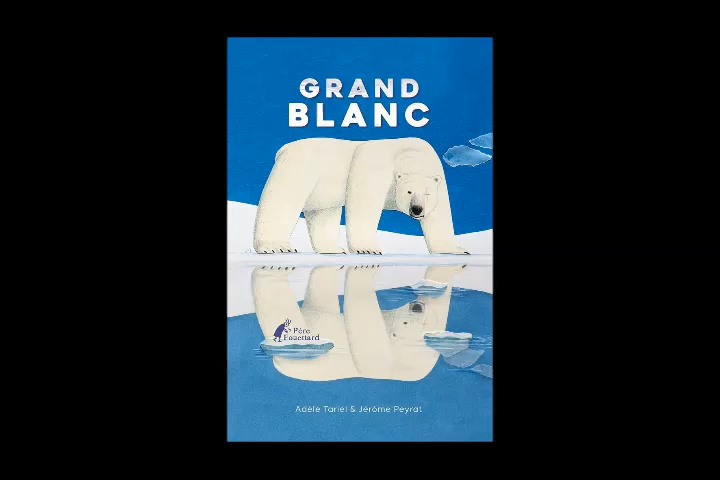 GRAND
BLANC
Père
Fouettard
Adèle Tariel & Jérôme Peyrat